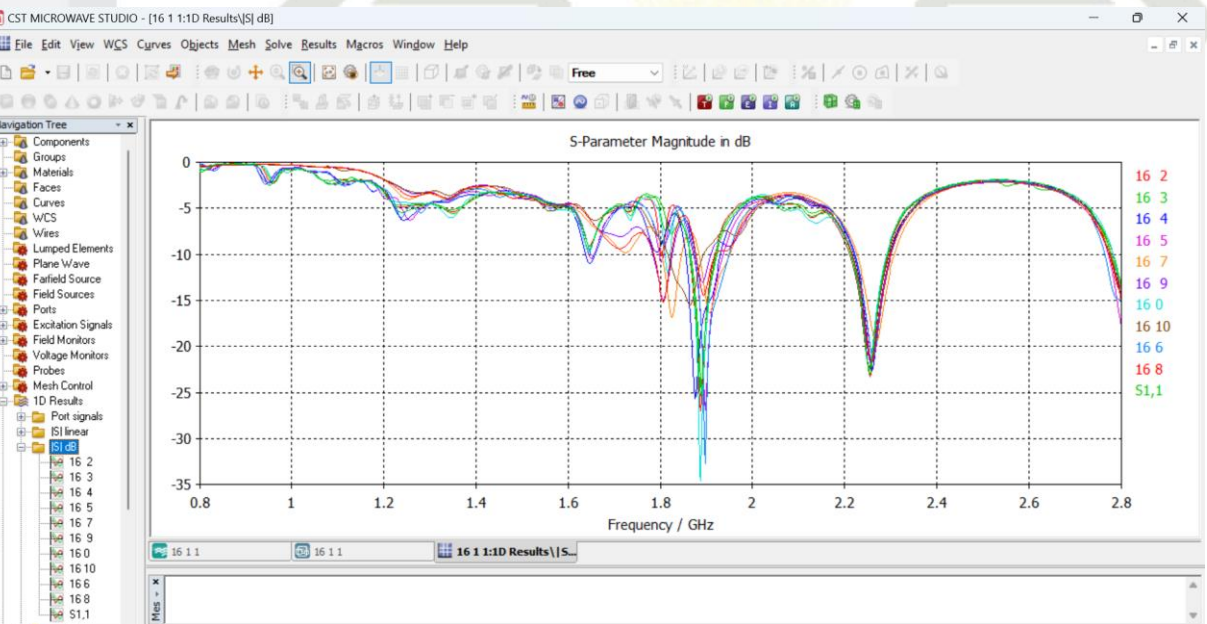 CST MICROWAVE STUDIO - [16 1 1:1D Results\|S| dB]
File Edit View WCS Curves Objects Mesh Solve Results Macros Window Help
Free
Navigation Tree
Components
Groups
Materials
Faces
Curves
WCS
Wires
Lumped Elements
Plane Wave
Farfield Source
Field Sources
Ports
Excitation Signals
Field Monitors
Voltage Monitors
Probes
Mesh Control
1D Results
Port signals
|S| linear
|S| dB
16 2
16 3
16 4
16 5
16 7
16 9
16 0
16 10
16 6
16 8
S1,1
S-Parameter Magnitude in dB
0
-5
-10
-15
-20
-25
-30
-35
0.8 1 1.2 1.4 1.6 1.8 2 2.2 2.4 2.6 2.8
Frequency / GHz
16 2
16 3
16 4
16 5
16 7
16 9
16 0
16 10
16 6
16 8
S1,1
16 1 1
16 1 1
16 1 1:1D Results\|S...
Mes